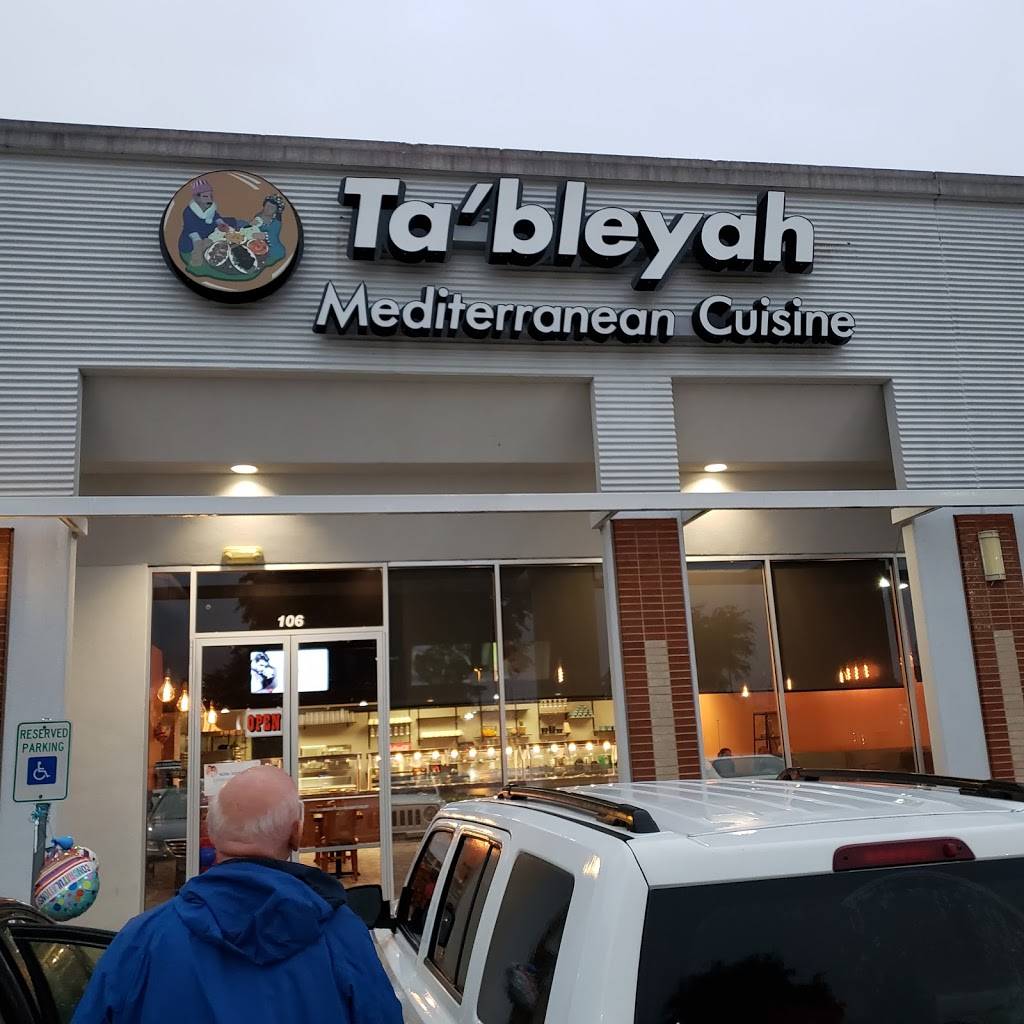 Ta'bleyah
Mediterranean Cuisine
106
OPEN
RESERVED
PARKING